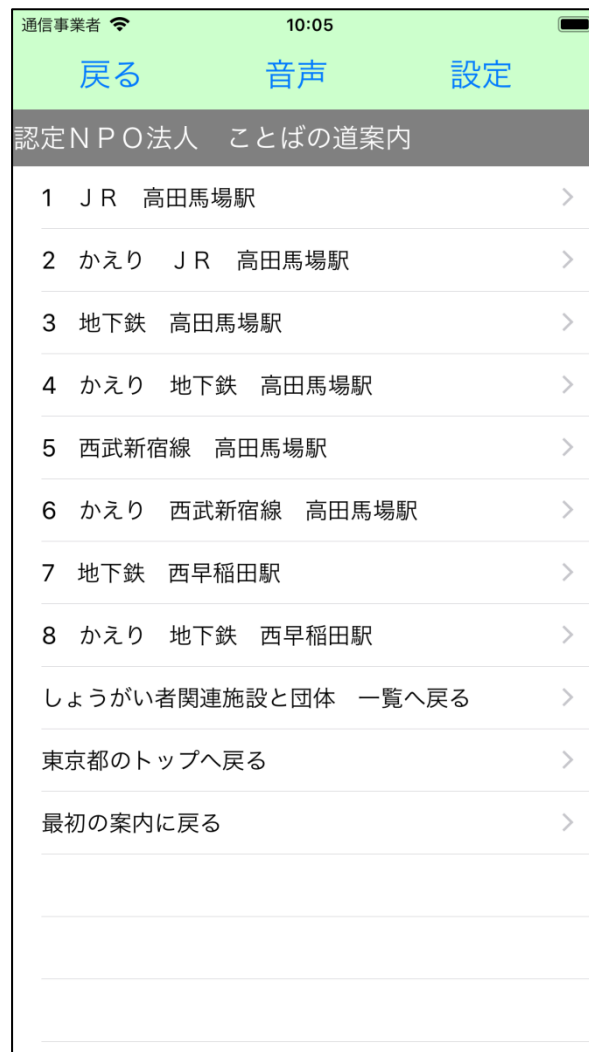 通信事業者 10:05
戻る 音声 設定
認定ＮＰＯ法人　ことばの道案内
1　ＪＲ　高田馬場駅
2　かえり　ＪＲ　高田馬場駅
3　地下鉄　高田馬場駅
4　かえり　地下鉄　高田馬場駅
5　西武新宿線　高田馬場駅
6　かえり　西武新宿線　高田馬場駅
7　地下鉄　西早稲田駅
8　かえり　地下鉄　西早稲田駅
しょうがい者関連施設と団体　一覧へ戻る
東京都のトップへ戻る
最初の案内に戻る